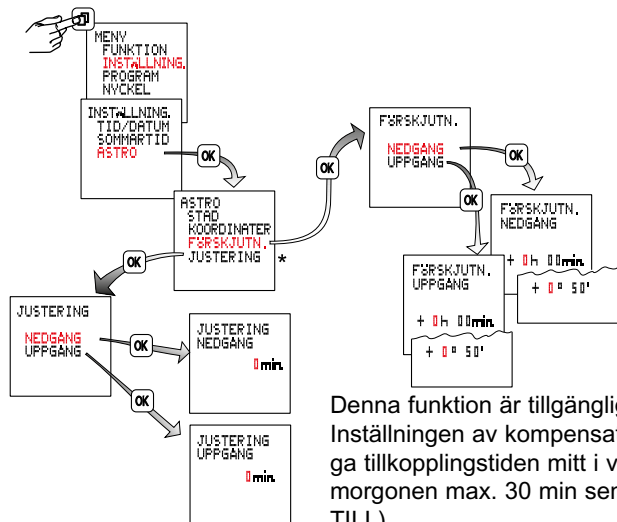 MENY
FUNKTION
INSTÄLLNING.
PROGRAM
NYCKEL
INSTÄLLNING.
TID/DATUM
SOMMARTID
ASTRO
OK
ASTRO
STAD
KOORDINATER
FÖRSKJUTN.
JUSTERING *
OK
FÖRSKJUTN.
NEDGANG
UPPGANG
OK
OK
FÖRSKJUTN.
NEDGANG
+ 0h 00min.
+ 0° 50'
FÖRSKJUTN.
UPPGANG
+ 0h 00min.
+ 0° 50'
OK
JUSTERING
NEDGANG
UPPGANG
OK
JUSTERING
NEDGANG
0min.
OK
JUSTERING
UPPGANG
0min.
Denna funktion är tillgänglig
Inställningen av kompensat
ga tillkopplingstiden mitt i v
morgonen max. 30 min sen
TILL)